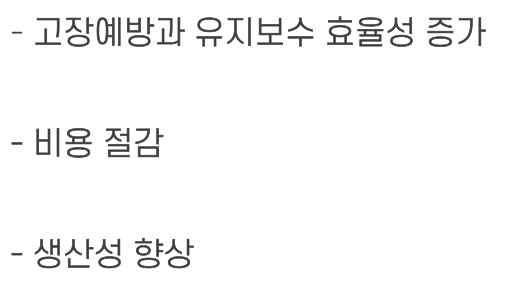 - 고장예방과 유지보수 효율성 증가
- 비용 절감
- 생산성 향상